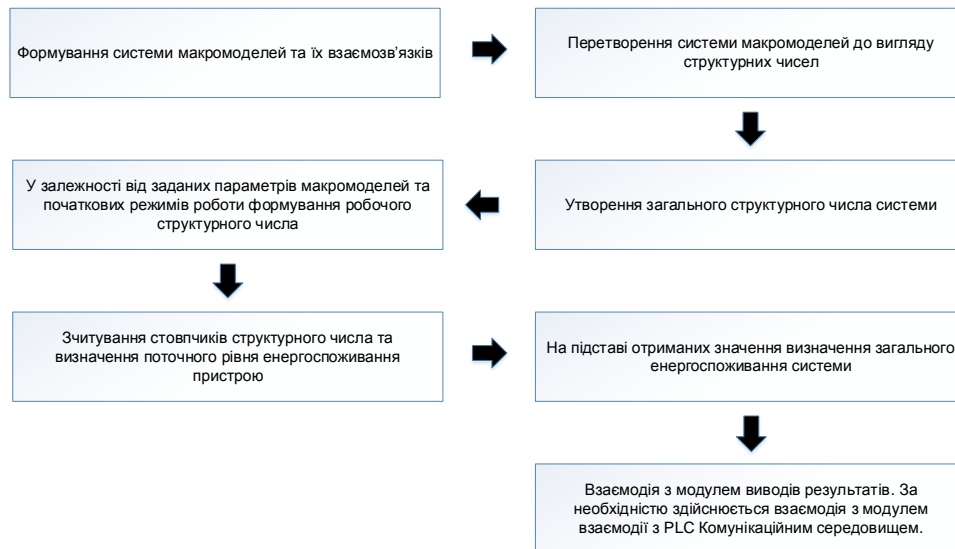 Формування системи макромоделей та їх взаємозв'язків
Перетворення системи макромоделей до вигляду
структурних чисел
Утворення загального структурного числа системи
У залежності від заданих параметрів макромоделей та
початкових режимів роботи формування робочого
структурного числа
Зчитування стовпчиків структурного числа та
визначення поточного рівня енергоспоживання
пристрою
На підставі отриманих значення визначення загального
енергоспоживання системи
Взаємодія з модулем виводів результатів. За
необхідністю здійснюється взаємодія з модулем
взаємодії з PLC Комунікаційним середовищем.